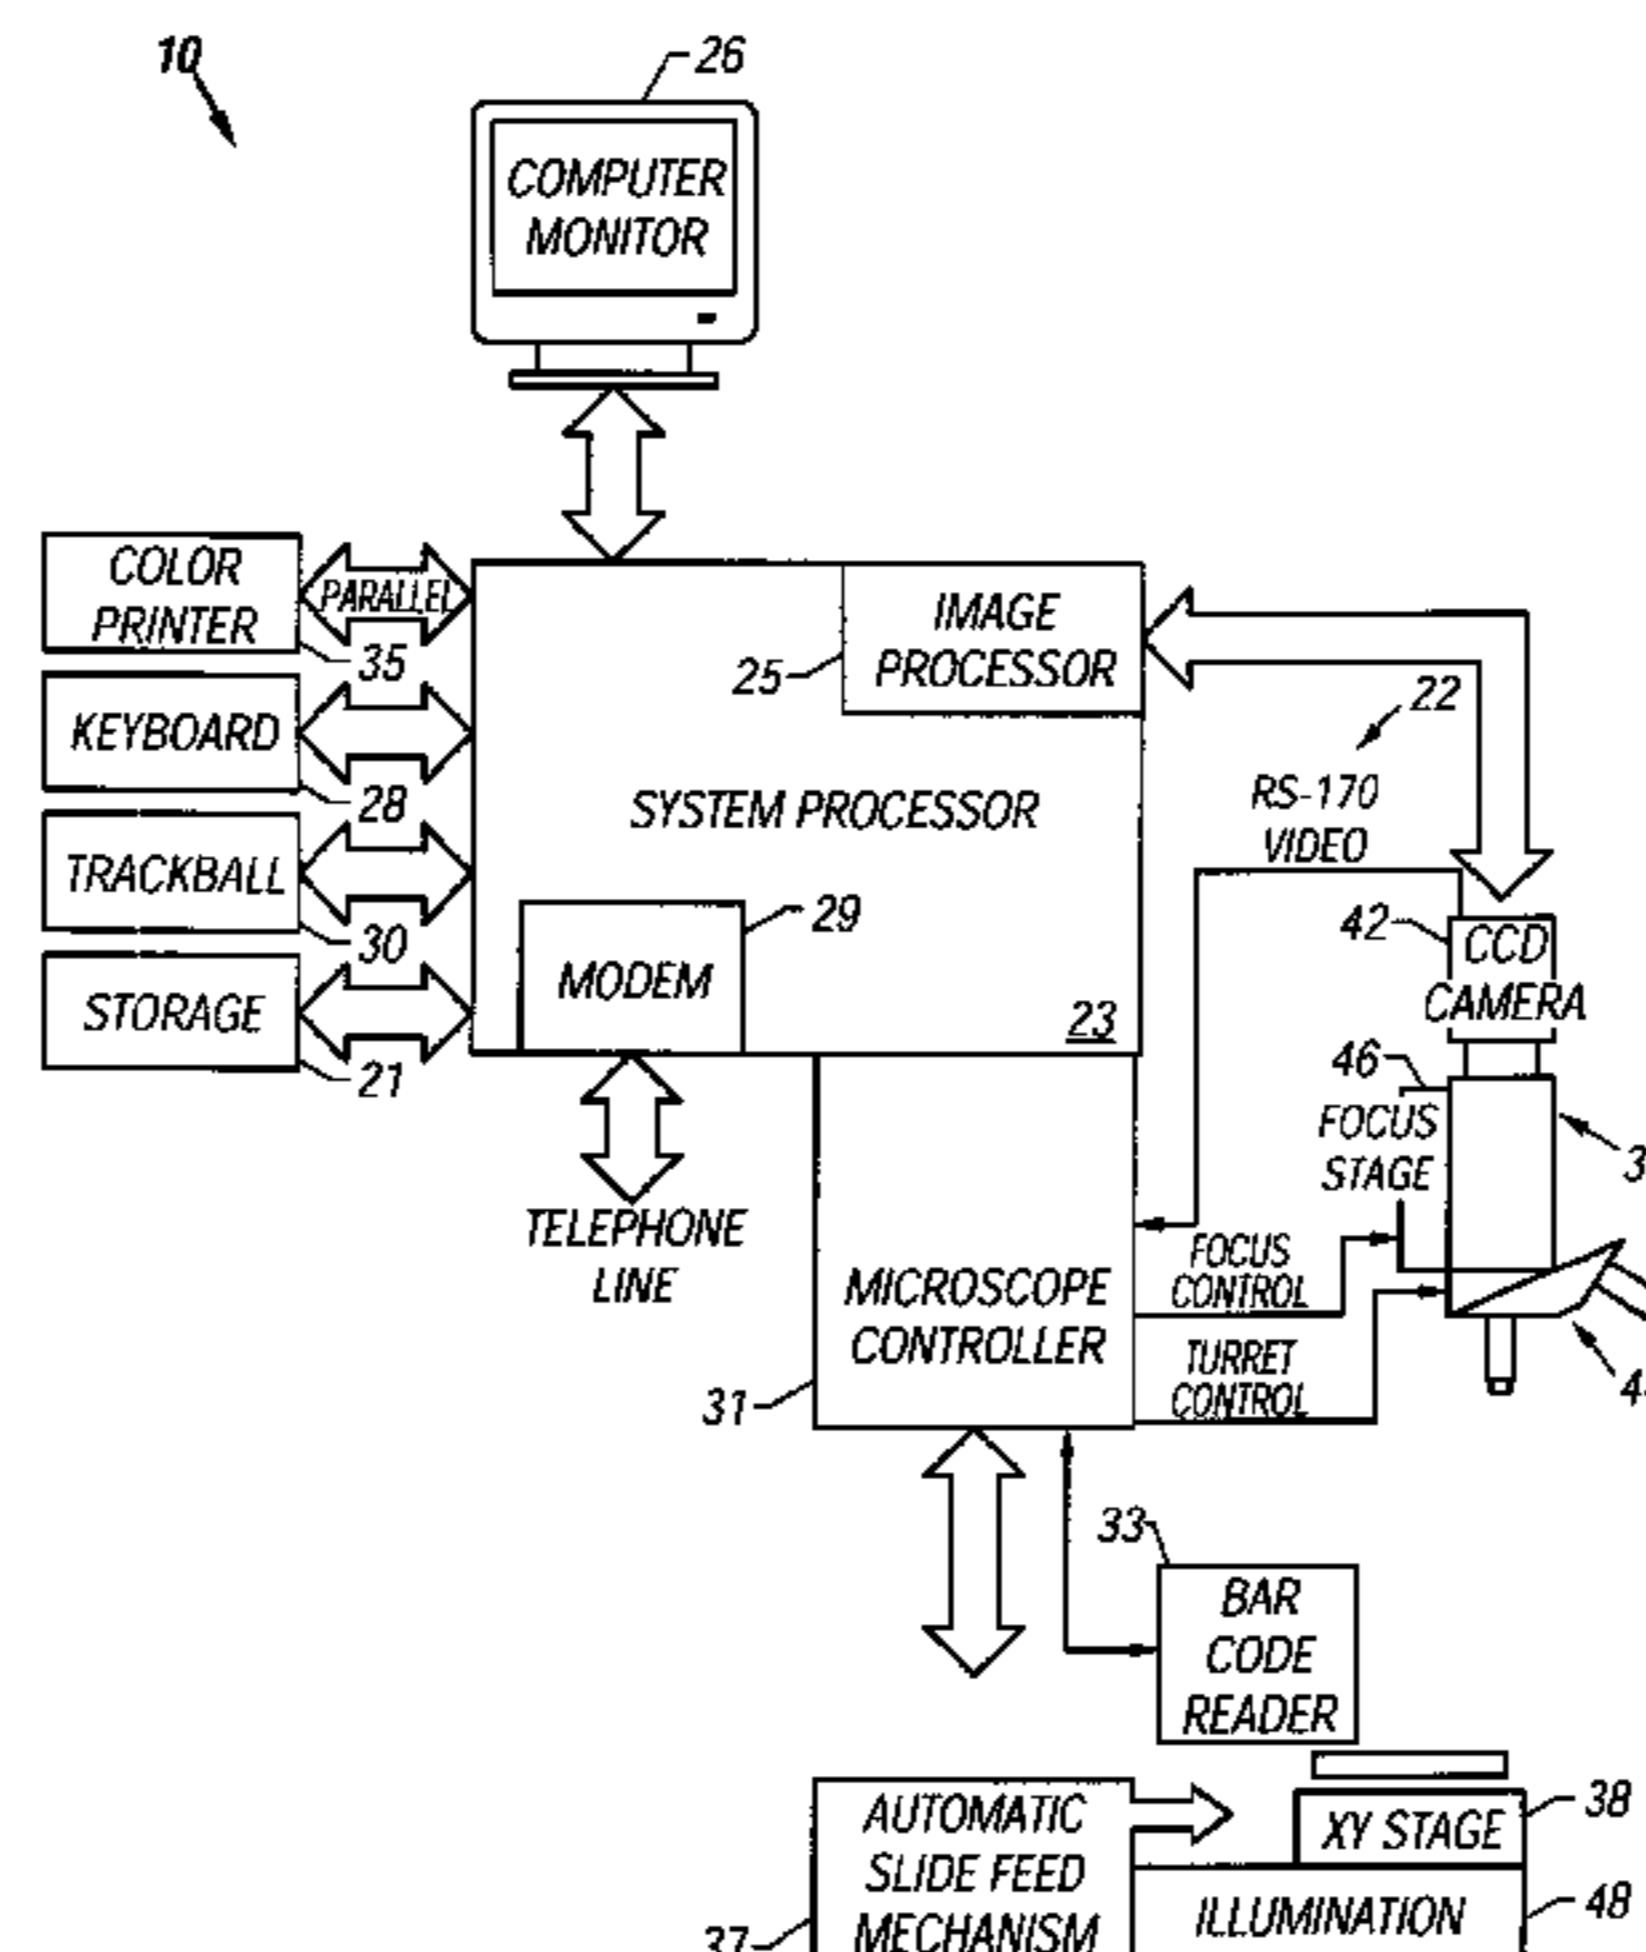 10
26
COMPUTER
MONITOR
COLOR
PRINTER
PARALLEL
35
KEYBOARD
28
TRACKBALL
30
STORAGE
21
IMAGE
PROCESSOR
25
SYSTEM PROCESSOR
MODEM
29
23
TELEPHONE
LINE
22
RS-170
VIDEO
42
CCD
CAMERA
46
FOCUS
STAGE
FOCUS
CONTROL
TURRET
CONTROL
MICROSCOPE
CONTROLLER
31
33
BAR
CODE
READER
AUTOMATIC
SLIDE FEED
MECHANISM
37
XY STAGE
38
ILLUMINATION
48